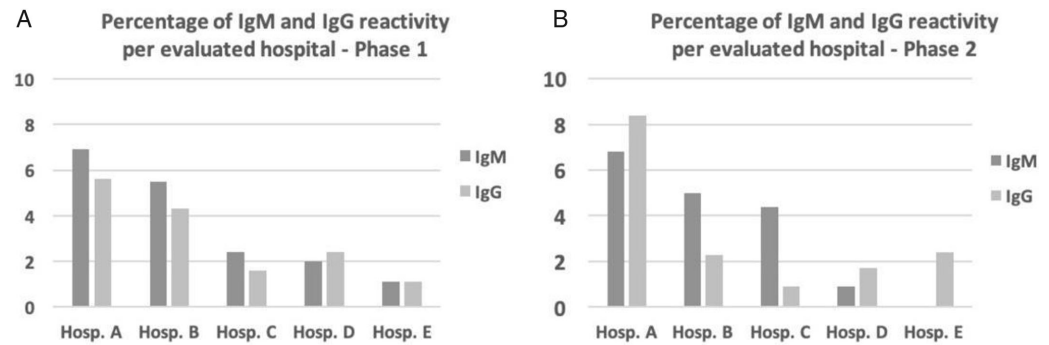 A
Percentage of IgM and IgG reactivity
per evaluated hospital - Phase 1
10
8
6
4
2
0
Hosp. A Hosp. B Hosp. C Hosp. D Hosp. E
IgM
IgG
B
Percentage of IgM and IgG reactivity
per evaluated hospital - Phase 2
10
8
6
4
2
0
Hosp. A Hosp. B Hosp. C Hosp. D Hosp. E
IgM
IgG